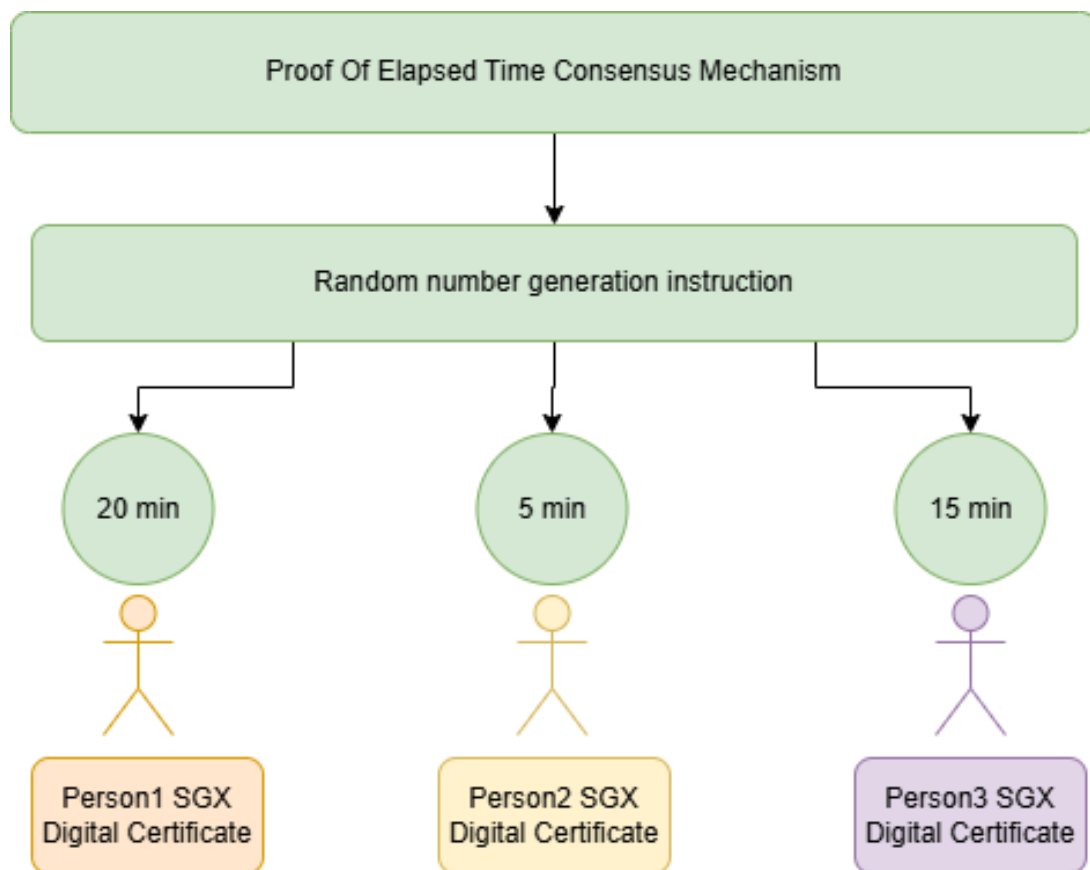 Proof Of Elapsed Time Consensus Mechanism
Random number generation instruction
20 min
5 min
15 min
Person1 SGX
Digital Certificate
Person2 SGX
Digital Certificate
Person3 SGX
Digital Certificate